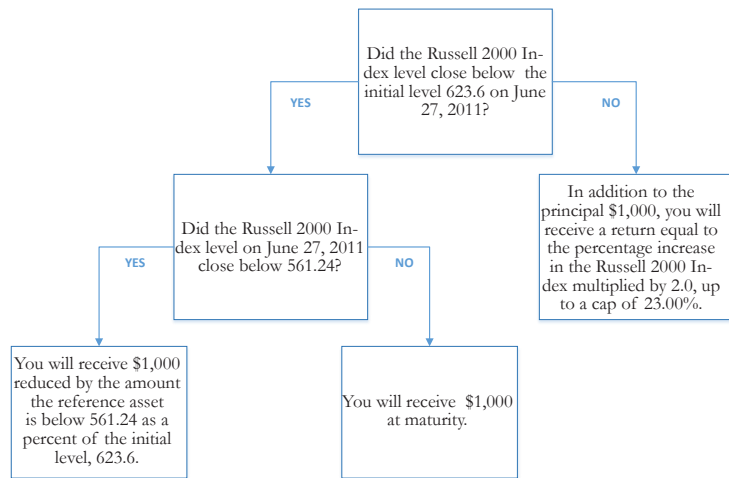 Did the Russell 2000 In-
dex level close below the
initial level 623.6 on June
27, 2011?
YES
NO
Did the Russell 2000 In-
dex level on June 27, 2011
close below 561.24?
In addition to the
principal $1,000, you will
receive a return equal to
the percentage increase
in the Russell 2000 In-
dex multiplied by 2.0, up
to a cap of 23.00%.
YES
NO
You will receive $1,000
reduced by the amount
the reference asset
is below 561.24 as a
percent of the initial
level, 623.6.
You will receive $1,000
at maturity.